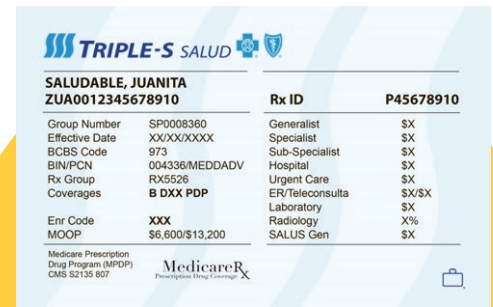 TRIPLE-S SALUD
SALUDABLE, JUANITA
ZUA0012345678910
Rx ID P45678910
Group Number SP0008360
Effective Date XX/XX/XXXX
BCBS Code 973
BIN/PCN 004336/MEDDADV
Rx Group RX5526
Coverages B DXX PDP
Enr Code XXX
MOOP $6,600/$13,200
Generalist $X
Specialist $X
Sub-Specialist $X
Hospital $X
Urgent Care $X
ER/Teleconsulta $X/$X
Laboratory $X
Radiology X%
SALUS Gen $X
Medicare Prescription
Drug Program (MPDP)
CMS S2135 807
MedicareRx
Prescription Drug Coverage